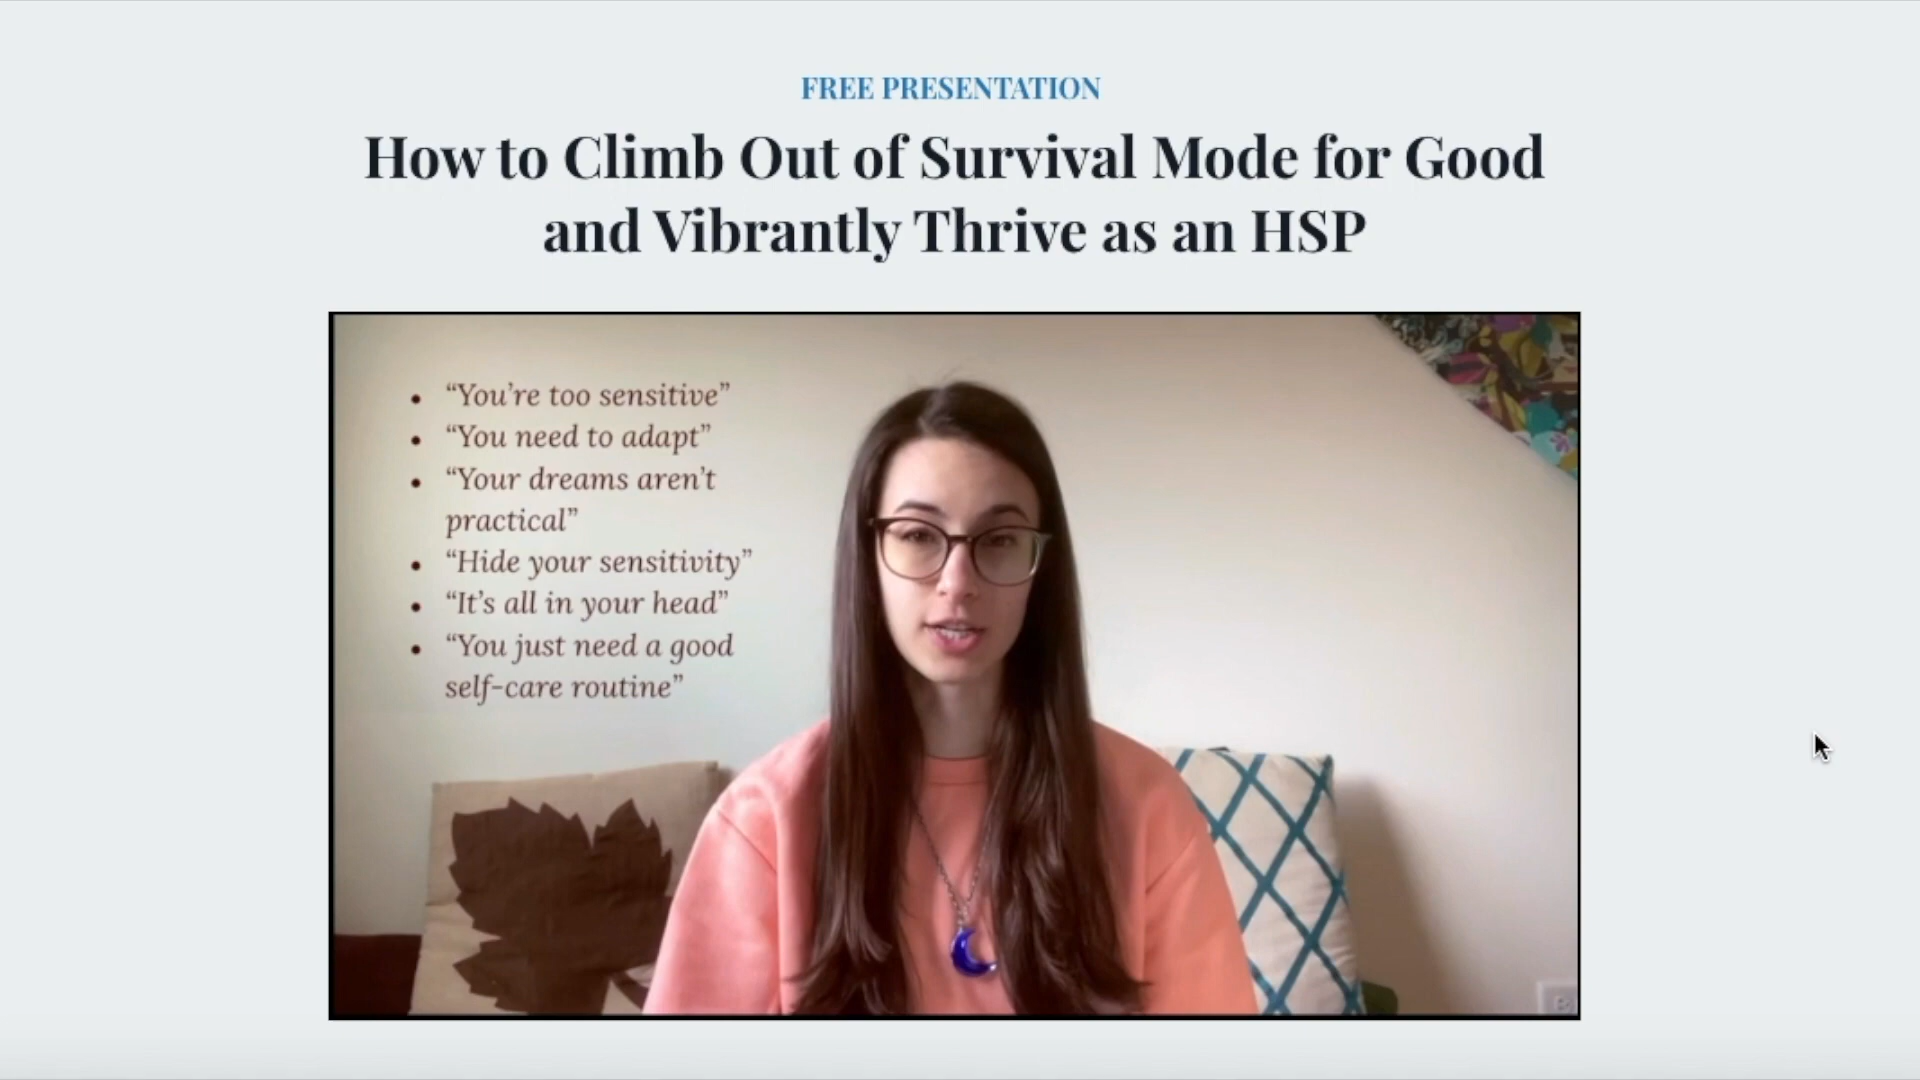 FREE PRESENTATION
How to Climb Out of Survival Mode for Good
and Vibrantly Thrive as an HSP
• “You’re too sensitive”
• “You need to adapt”
• “Your dreams aren’t
practical”
• “Hide your sensitivity”
• “It’s all in your head”
• “You just need a good
self-care routine”